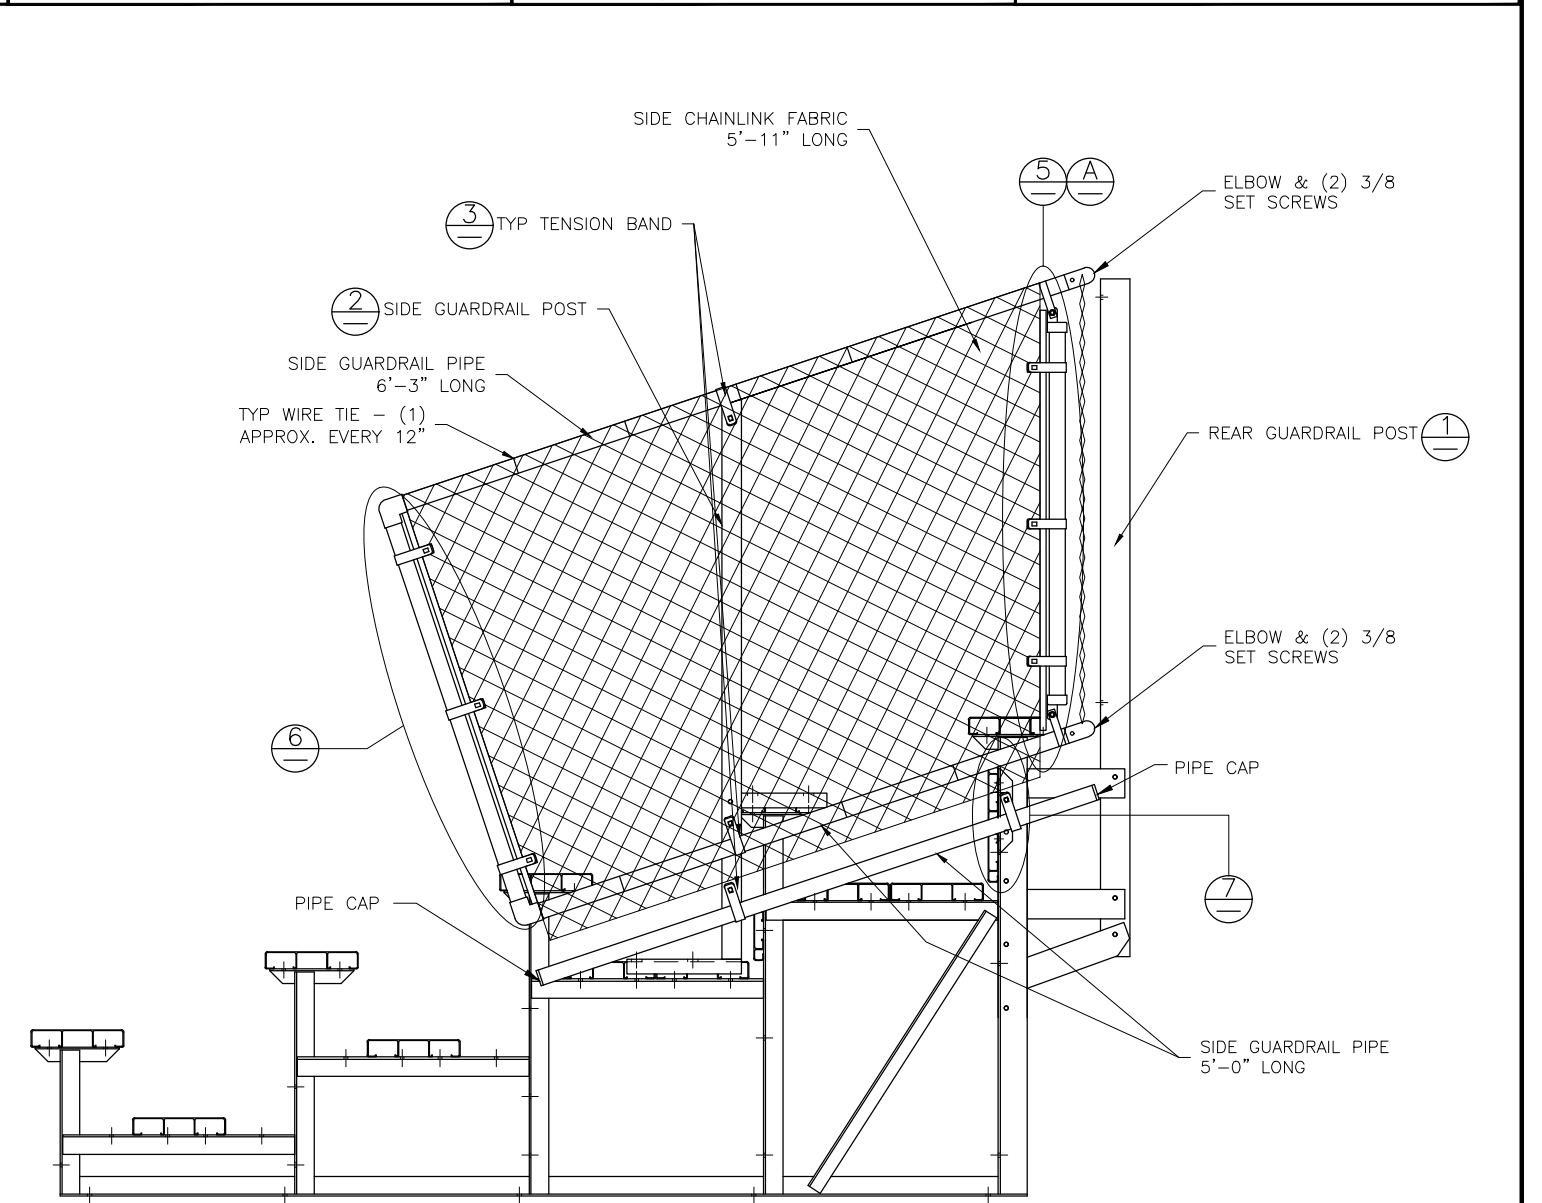 SIDE CHAINLINK FABRIC
5'-11" LONG
5
A
ELBOW & (2) 3/8
SET SCREWS
3
TYP TENSION BAND
2
SIDE GUARDRAIL POST
SIDE GUARDRAIL PIPE
6'-3" LONG
TYP WIRE TIE - (1)
APPROX. EVERY 12"
REAR GUARDRAIL POST
1
ELBOW & (2) 3/8
SET SCREWS
6
PIPE CAP
PIPE CAP
7
SIDE GUARDRAIL PIPE
5'-0" LONG